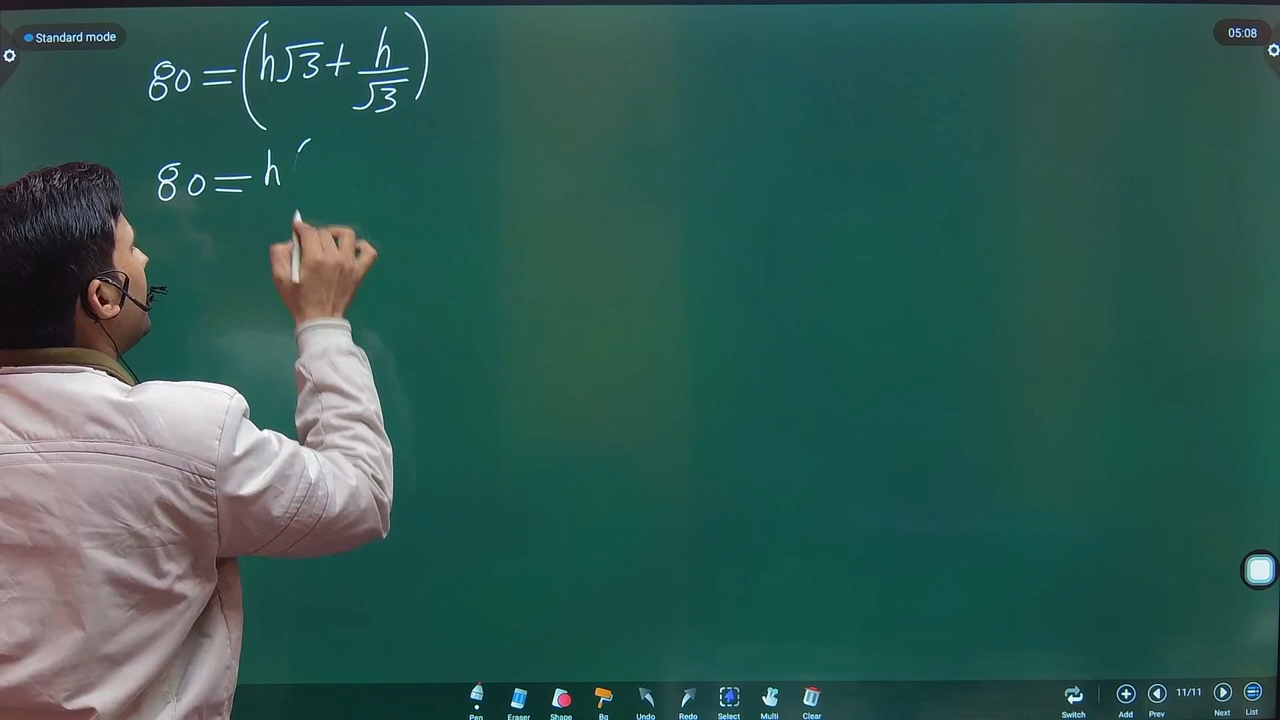 Standard mode
05:08
80 = (h√3 + h/√3)
80 = h (
Pen Eraser Shape Bg Undo Redo Select Multi Clear
Switch Add Prev 11/11 Next List